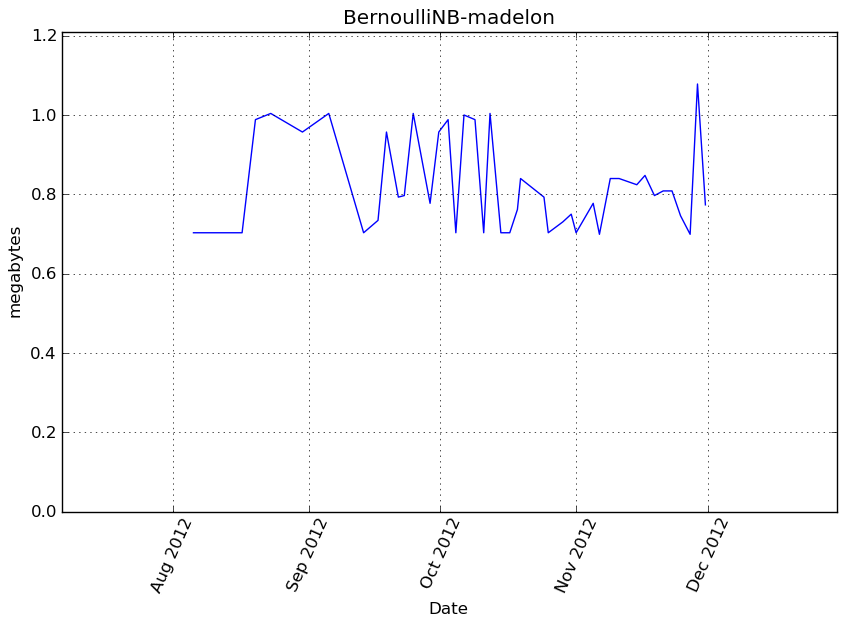 BernoulliNB-madelon
1.2
1.0
0.8
0.6
0.4
0.2
0.0
megabytes
Aug 2012
Sep 2012
Oct 2012
Nov 2012
Dec 2012
Date